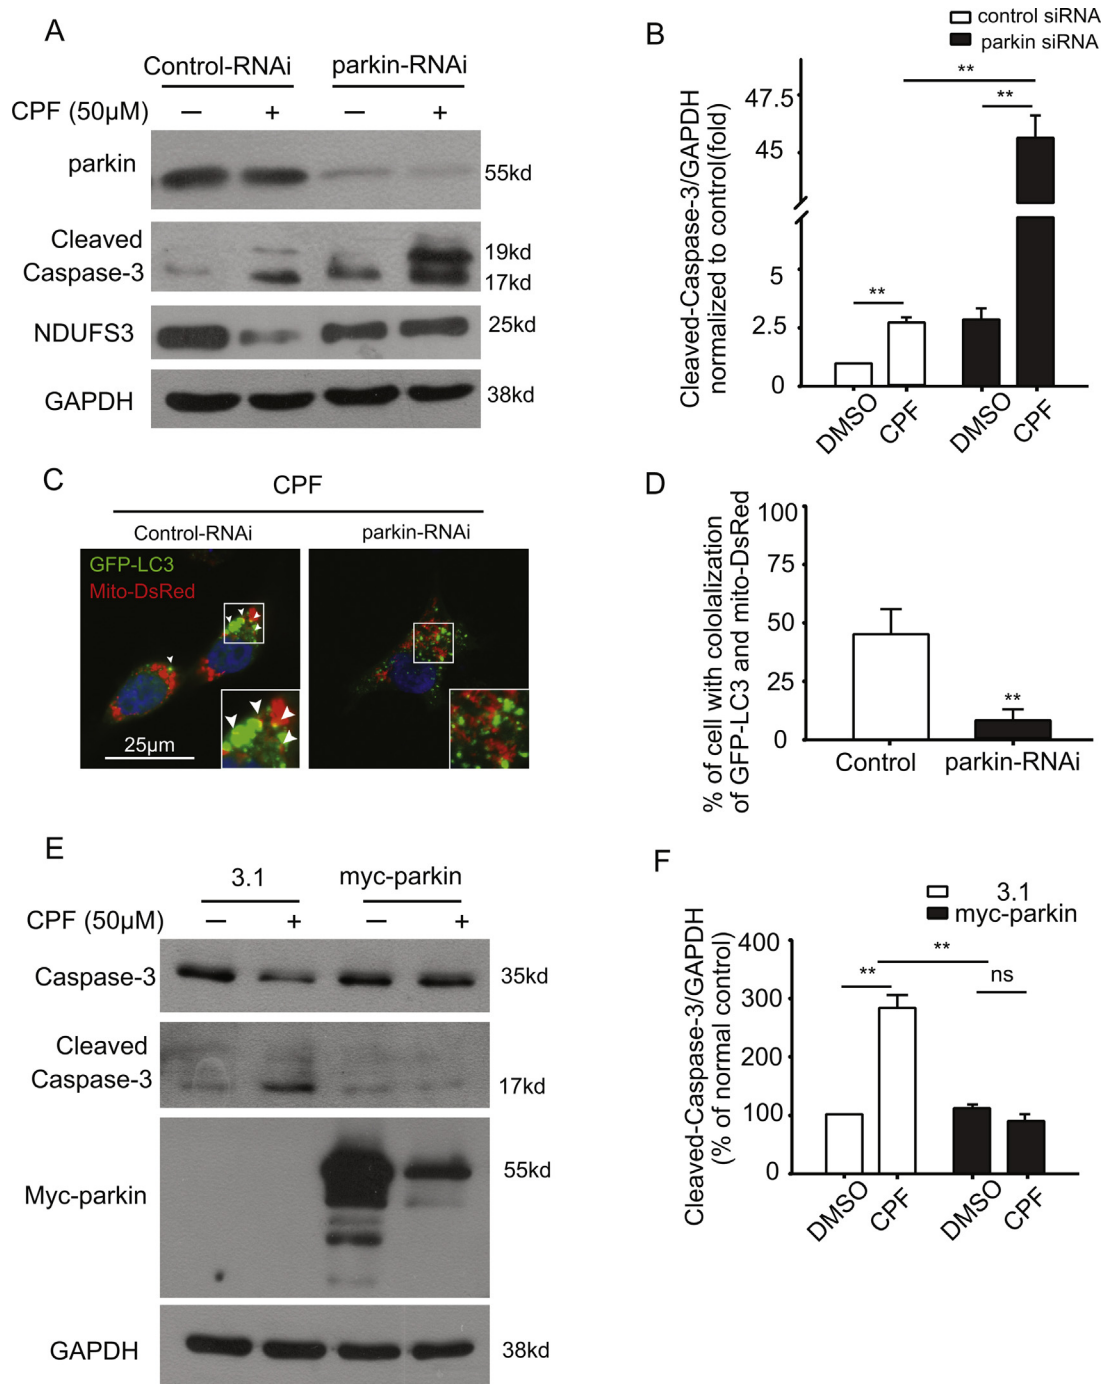 A
Control-RNAi parkin-RNAi
CPF (50µM) — + — +
parkin 55kd
Cleaved
Caspase-3
19kd
17kd
NDUFS3 25kd
GAPDH 38kd
B
control siRNA
parkin siRNA
Cleaved-Caspase-3/GAPDH
normalized to control(fold)
47.5
45
5
2.5
0
** ** **
DMSO CPF DMSO CPF
C
CPF
Control-RNAi parkin-RNAi
GFP-LC3
Mito-DsRed
25µm
D
% of cell with cololalization
of GFP-LC3 and mito-DsRed
100
75
50
25
0
**
Control parkin-RNAi
E
3.1 myc-parkin
CPF (50µM) — + — +
Caspase-3 35kd
Cleaved
Caspase-3 17kd
Myc-parkin 55kd
GAPDH 38kd
F
3.1
myc-parkin
Cleaved-Caspase-3/GAPDH
(% of normal control)
400
300
200
100
0
** ** ns
DMSO CPF DMSO CPF